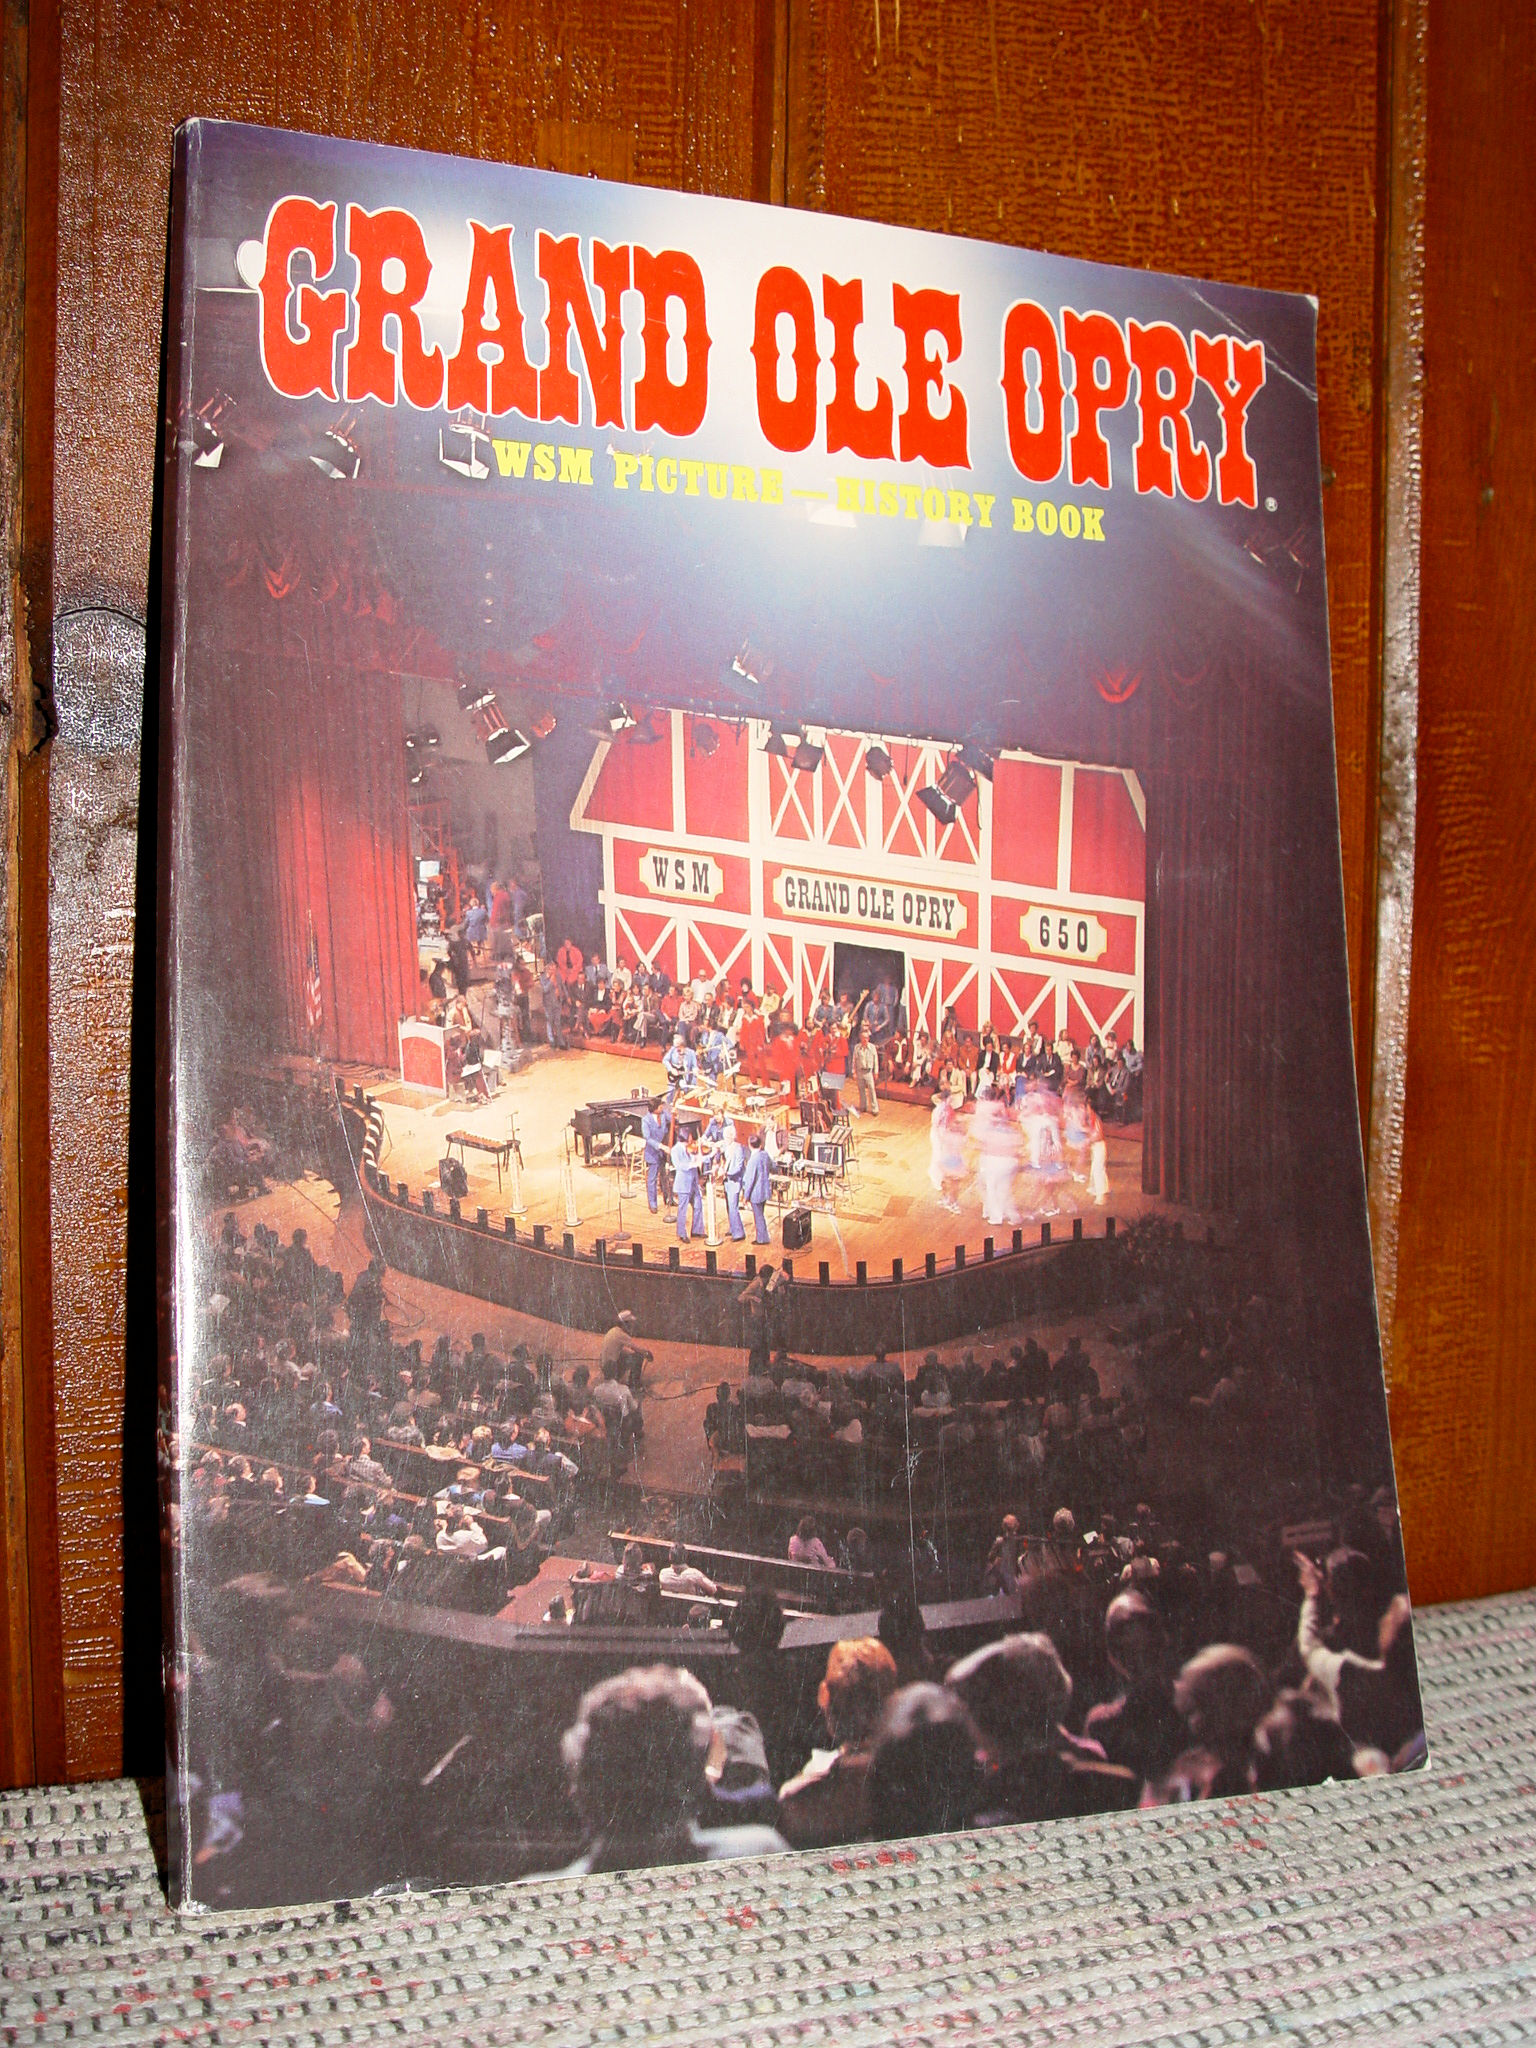 GRAND OLE OPRY®
WSM PICTURE — HISTORY BOOK
WSM
GRAND OLE OPRY
650